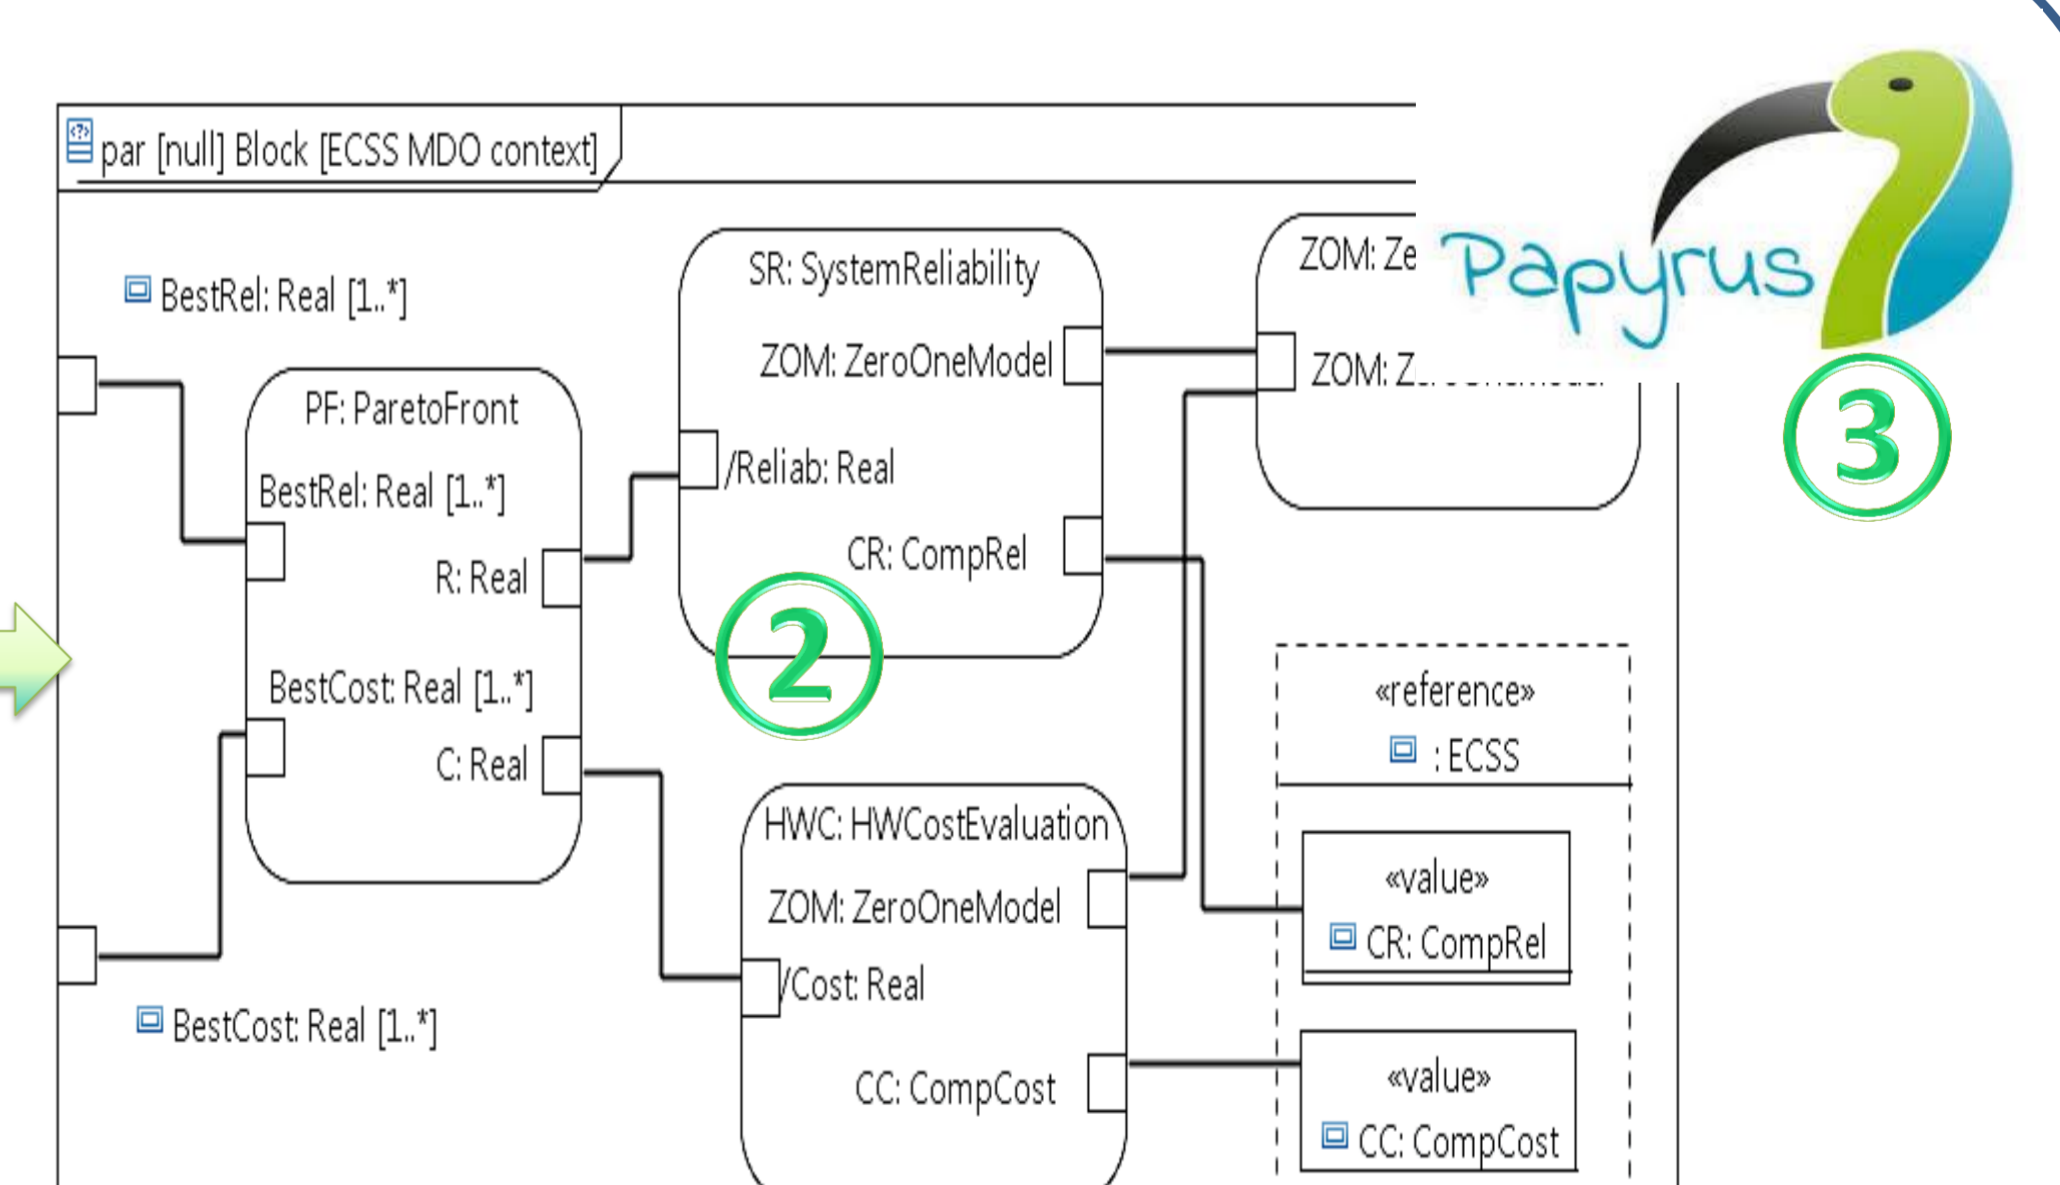 par [null] Block [ECSS MDO context]
Papyrus
3
BestRel: Real [1..*]
PF: ParetoFront
BestRel: Real [1..*]
R: Real
BestCost: Real [1..*]
C: Real
BestCost: Real [1..*]
SR: SystemReliability
ZOM: ZeroOneModel
/Reliab: Real
CR: CompRel
2
ZOM:
ZOM:
HWC: HWCostEvaluation
ZOM: ZeroOneModel
/Cost: Real
CC: CompCost
«reference»
: ECSS
«value»
CR: CompRel
«value»
CC: CompCost